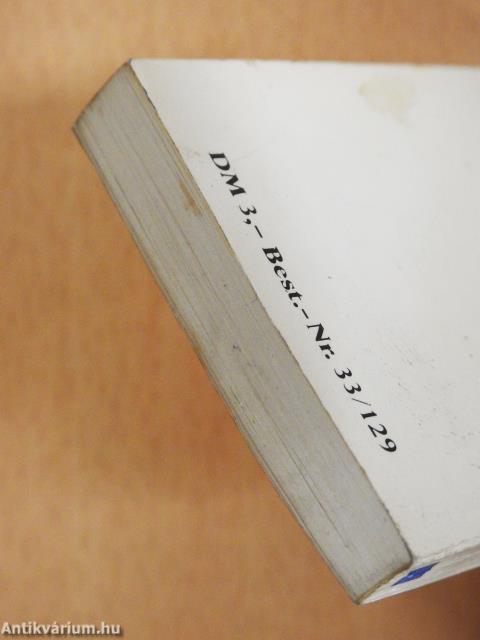 DM 3,– Best.–Nr. 33/129
Antikvárium.hu